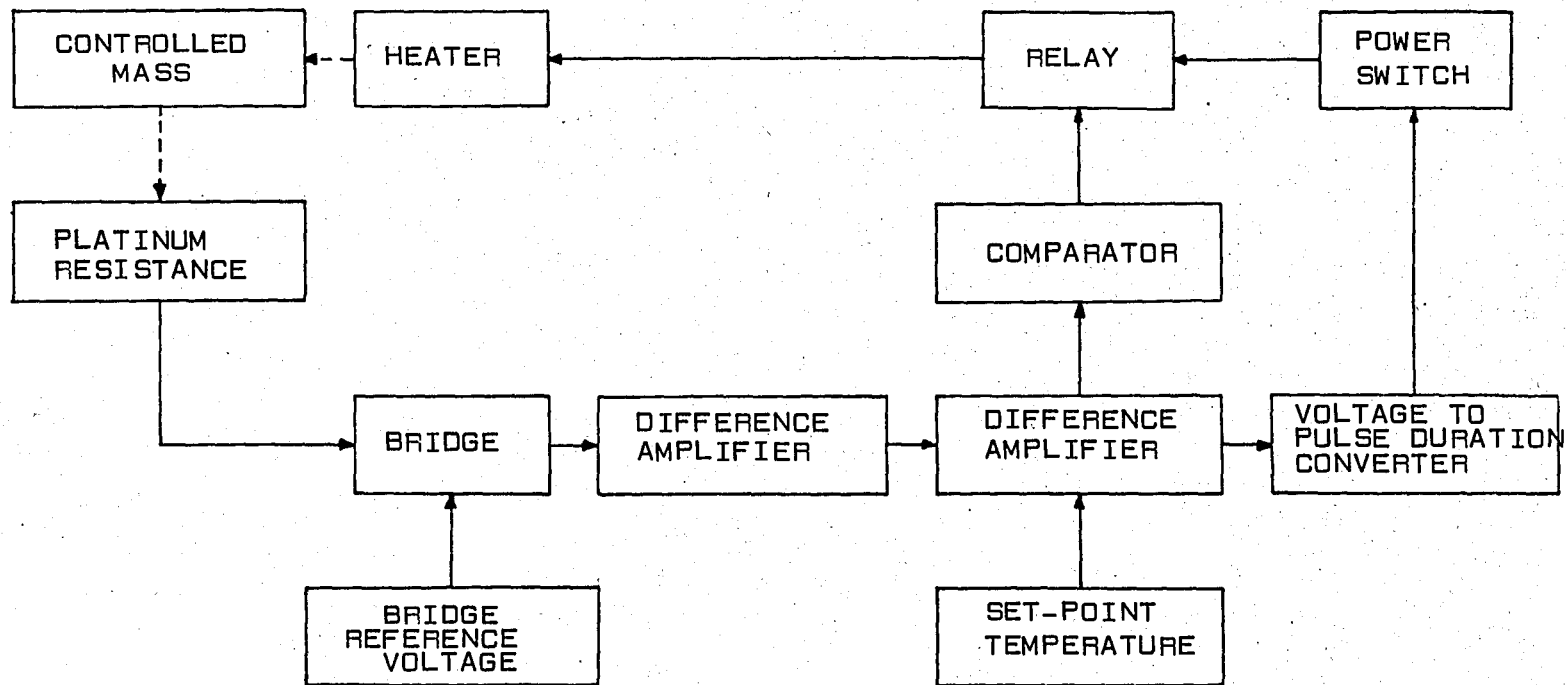 CONTROLLED
MASS
HEATER
RELAY
POWER
SWITCH
PLATINUM
RESISTANCE
COMPARATOR
BRIDGE
DIFFERENCE
AMPLIFIER
DIFFERENCE
AMPLIFIER
VOLTAGE TO
PULSE DURATION
CONVERTER
BRIDGE
REFERENCE
VOLTAGE
SET-POINT
TEMPERATURE